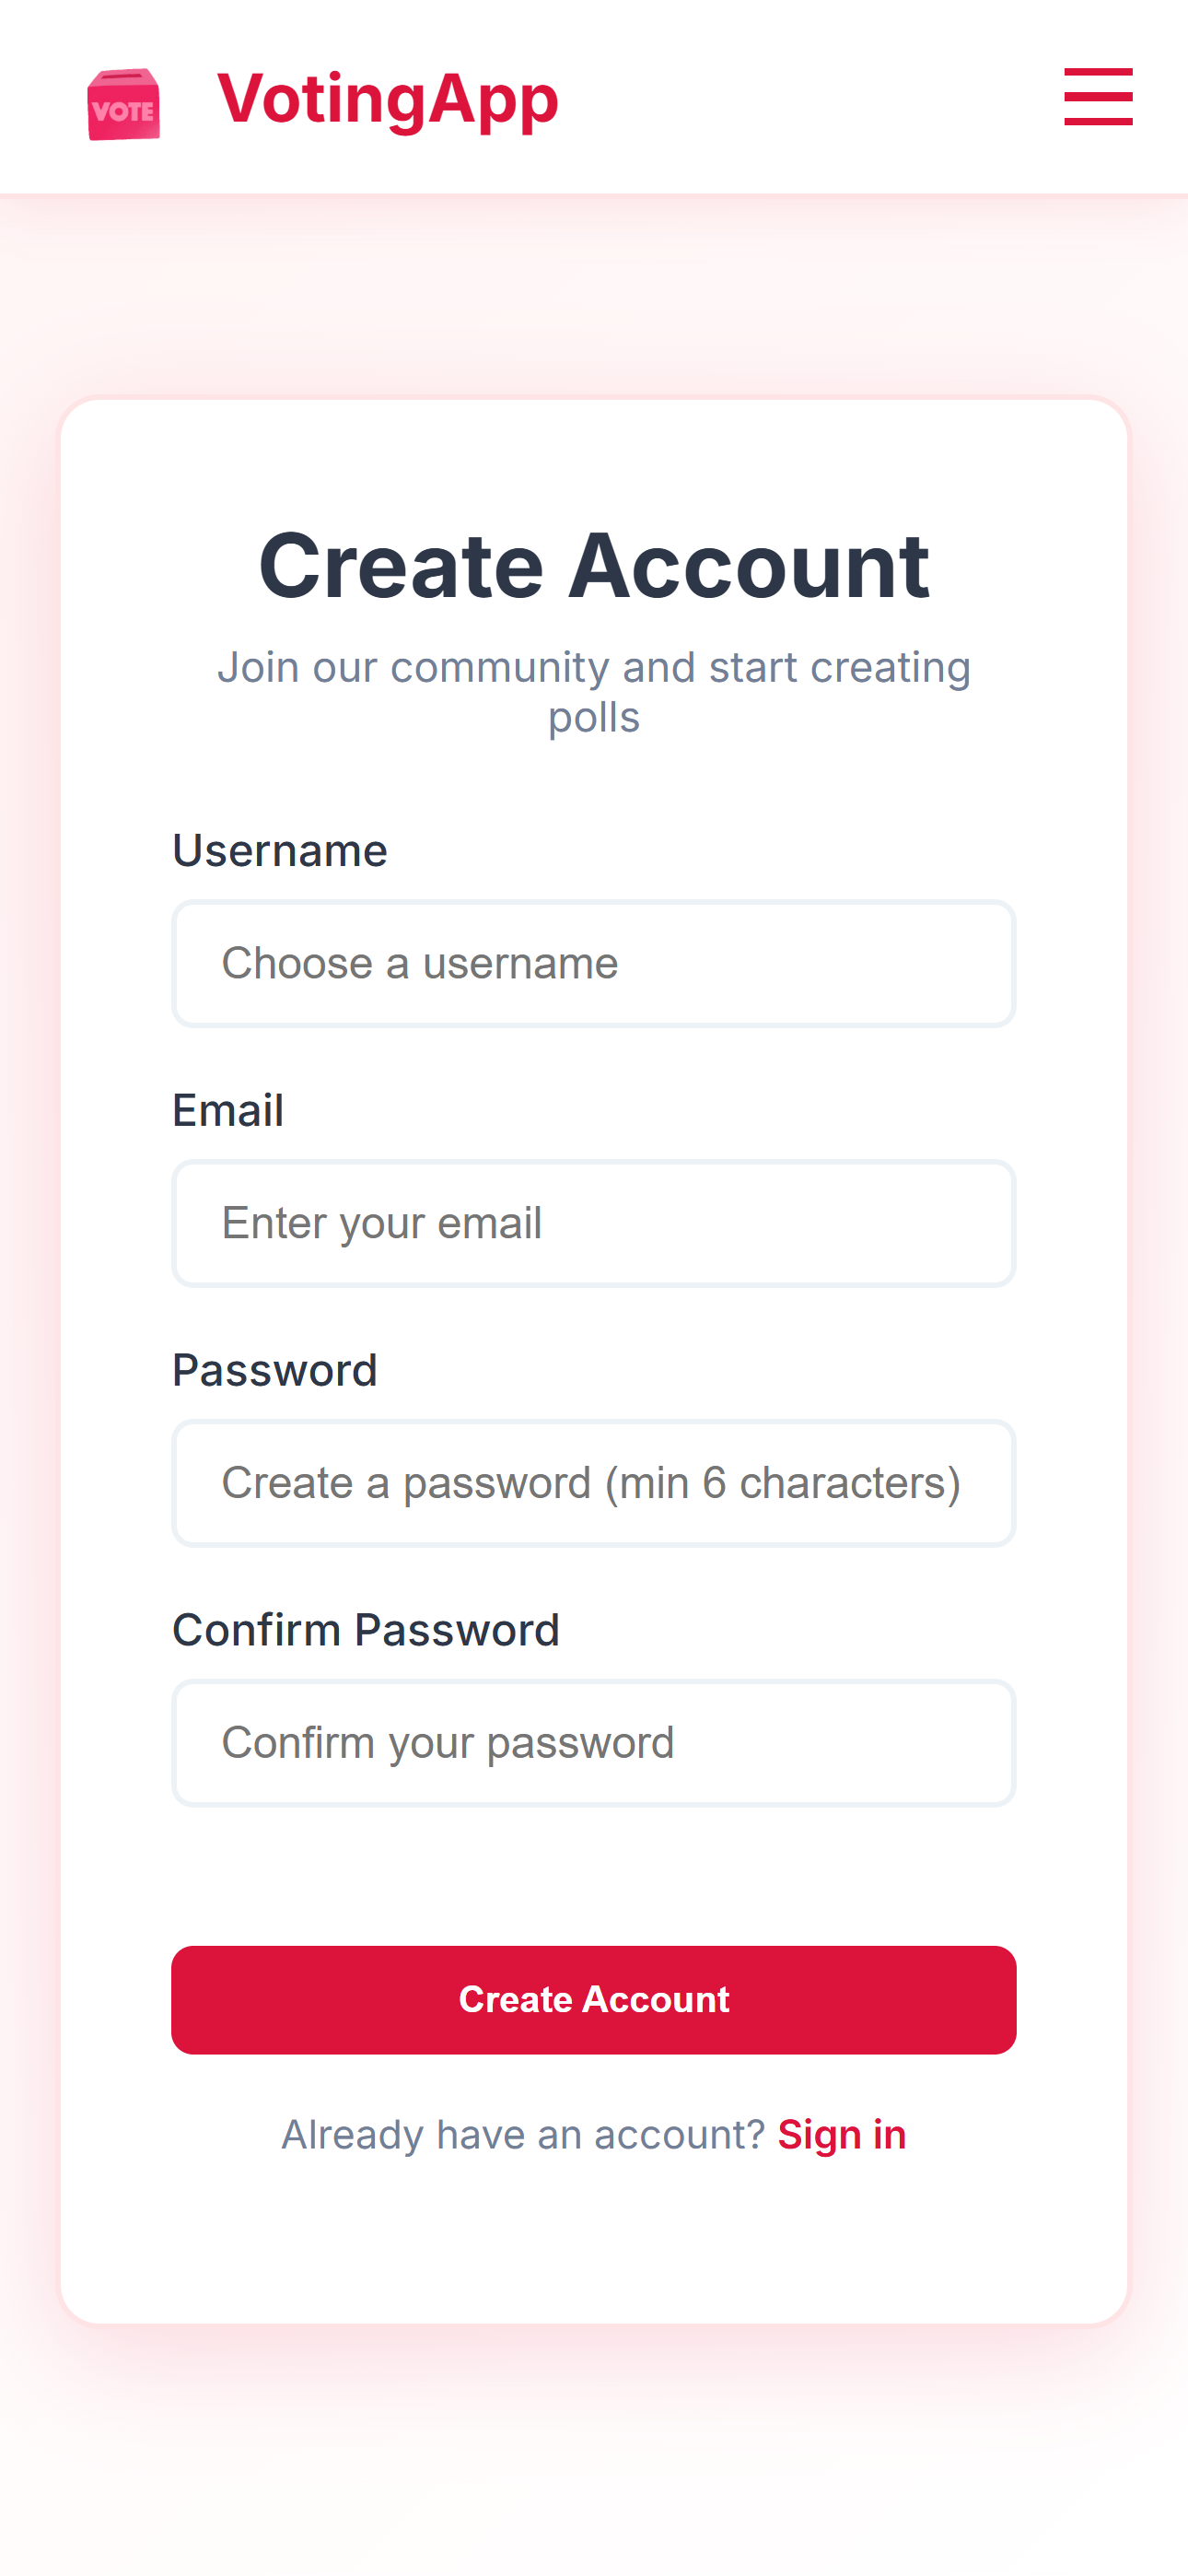 VOTE
VotingApp
Create Account
Join our community and start creating
polls
Username
Choose a username
Email
Enter your email
Password
Create a password (min 6 characters)
Confirm Password
Confirm your password
Create Account
Already have an account? Sign in